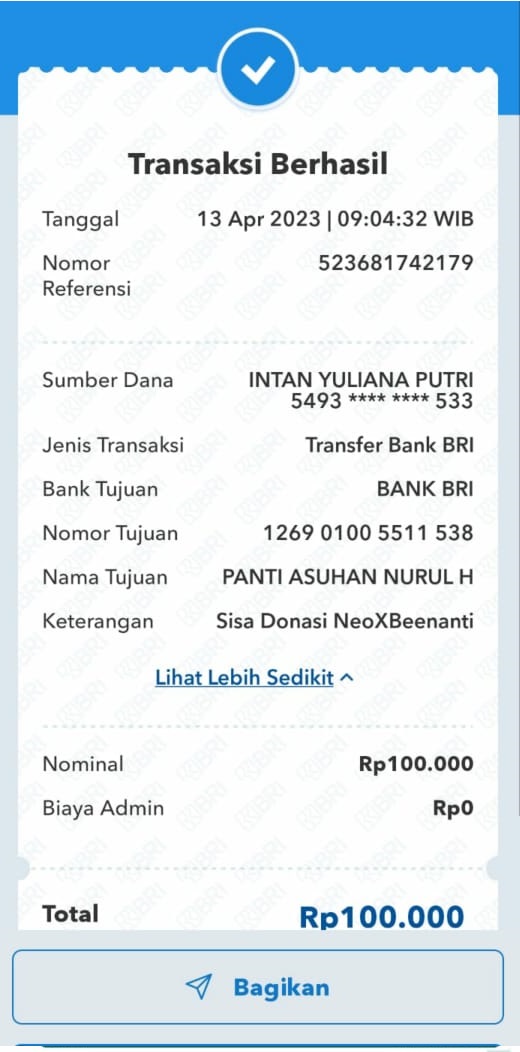 Transaksi Berhasil
Tanggal 13 Apr 2023 | 09:04:32 WIB
Nomor Referensi 523681742179
Sumber Dana INTAN YULIANA PUTRI
5493 **** **** 533
Jenis Transaksi Transfer Bank BRI
Bank Tujuan BANK BRI
Nomor Tujuan 1269 0100 5511 538
Nama Tujuan PANTI ASUHAN NURUL H
Keterangan Sisa Donasi NeoXBeenanti
Lihat Lebih Sedikit
Nominal Rp100.000
Biaya Admin Rp0
Total Rp100.000
Bagikan